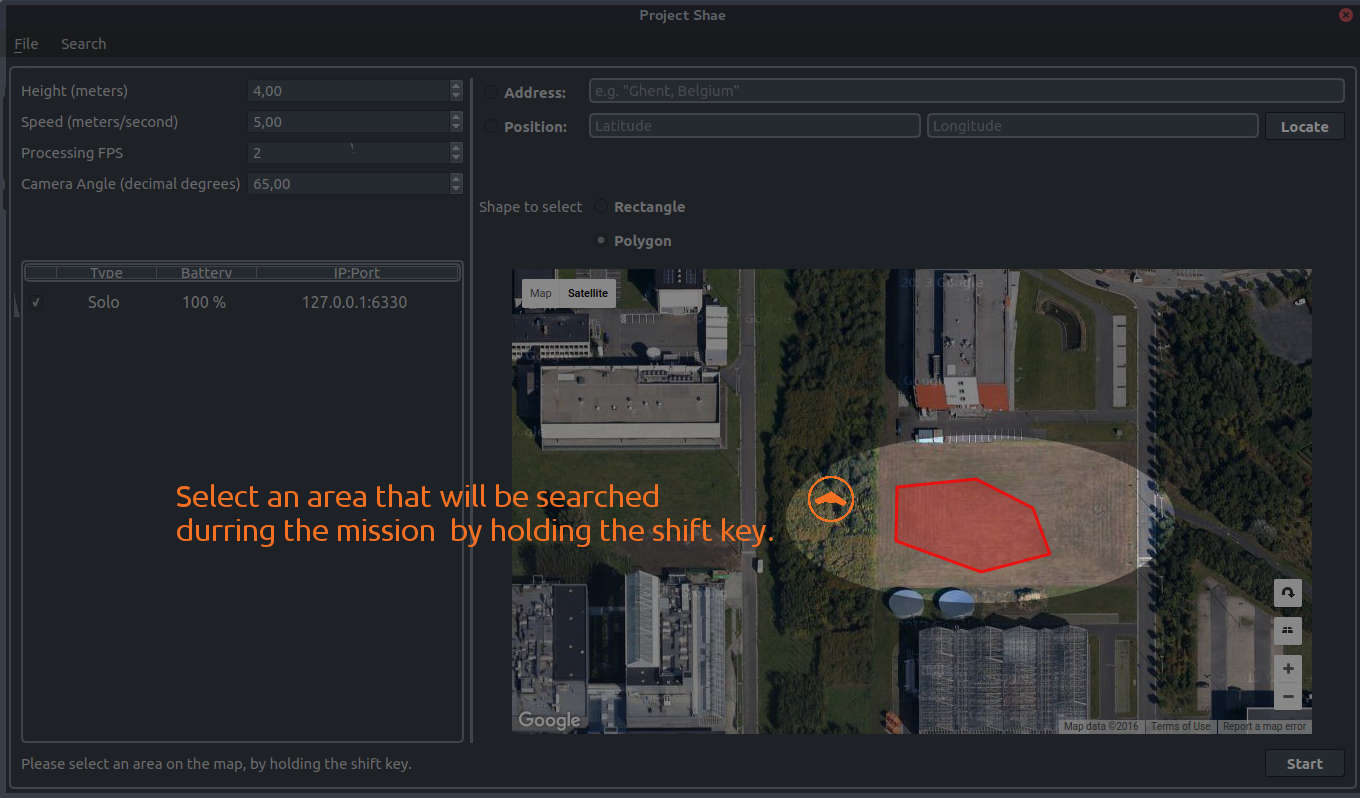 Project Shae
File Search
Height (meters) 4,00
Speed (meters/second) 5,00
Processing FPS 2
Camera Angle (decimal degrees) 65,00
Address: e.g. "Ghent, Belgium"
Position: Latitude Longitude Locate
Shape to select Rectangle
Polygon
Type Battery IP:Port
✓ Solo 100 % 127.0.0.1:6330
Map Satellite
Google
Google
Select an area that will be searched
durring the mission by holding the shift key.
+
−
Google
Map data ©2016 Terms of Use Report a map error
Please select an area on the map, by holding the shift key.
Start